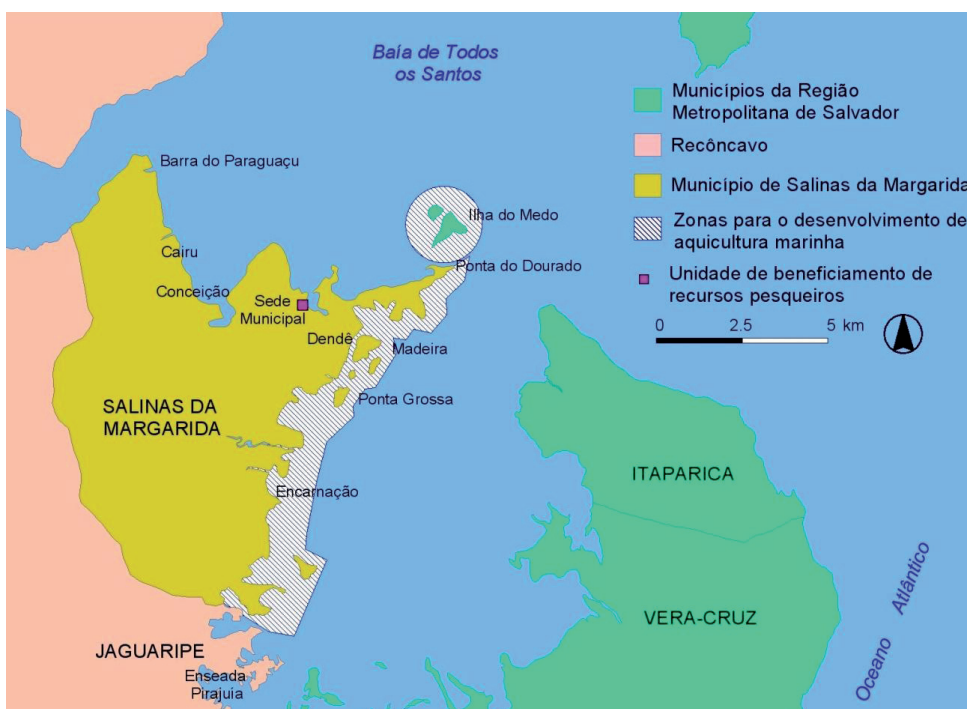 Baía de Todos
os Santos
Municípios da Região
Metropolitana de Salvador
Recôncavo
Município de Salinas da Margarida
Zonas para o desenvolvimento de
aquicultura marinha
Unidade de beneficiamento de
recursos pesqueiros
0 2.5 5 km
Barra do Paraguaçu
Ilha do Medo
Cairu
Ponta do Dourado
Conceição
Sede
Municipal
Dendê
Madeira
Ponta Grossa
SALINAS DA
MARGARIDA
Encarnação
ITAPARICA
VERA-CRUZ
JAGUARIPE
Enseada
Pirajuia
Oceano Atlântico